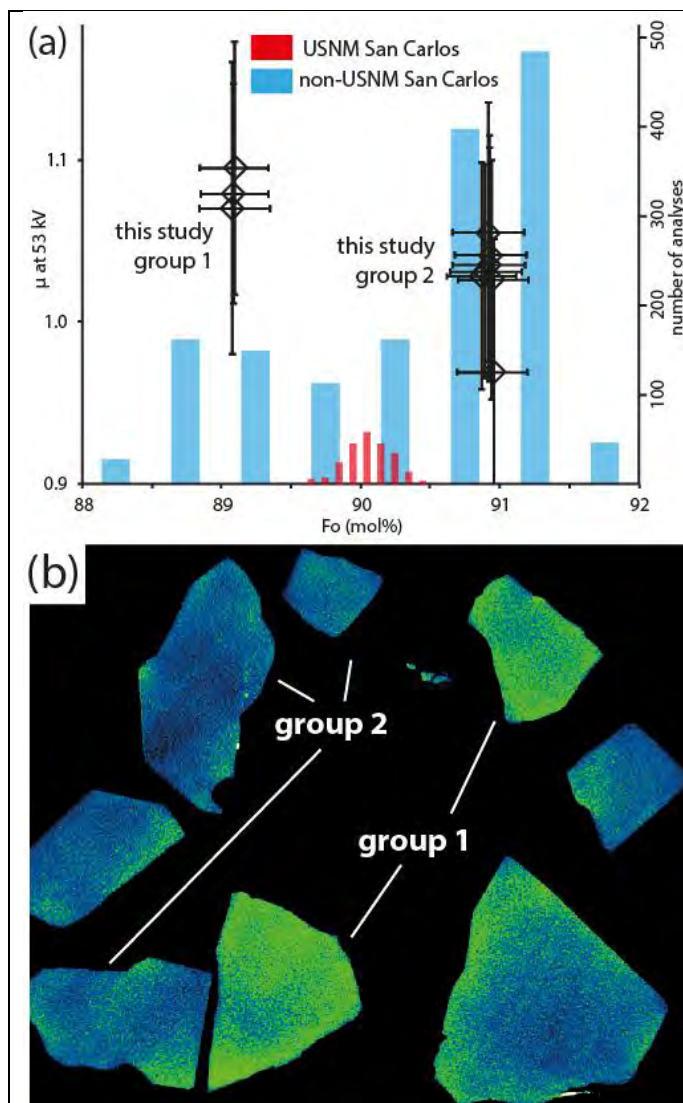 (a)
USNM San Carlos
non-USNM San Carlos
500
400
300
200
100
number of analyses
1.1
1.0
0.9
μ at 53 kV
this study
group 1
this study
group 2
88
89
90
91
92
Fo (mol%)
(b)
group 2
group 1